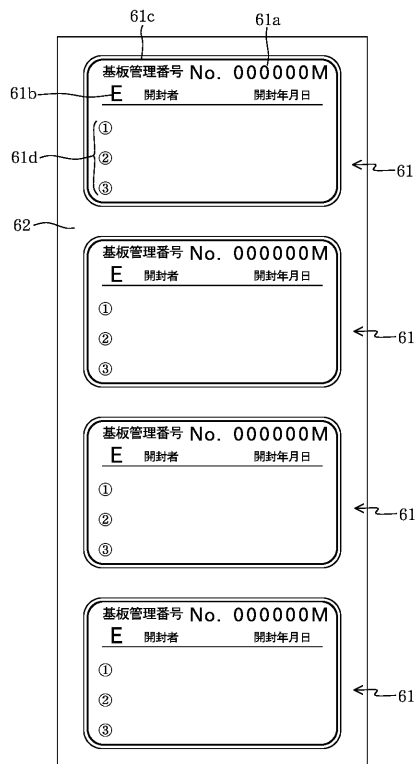 61c 61a
基板管理番号 No. 000000M
61b E 開封者 開封年月日
①
61d ② 61
③
62
基板管理番号 No. 000000M
E 開封者 開封年月日
①
② 61
③
基板管理番号 No. 000000M
E 開封者 開封年月日
①
② 61
③
基板管理番号 No. 000000M
E 開封者 開封年月日
①
② 61
③